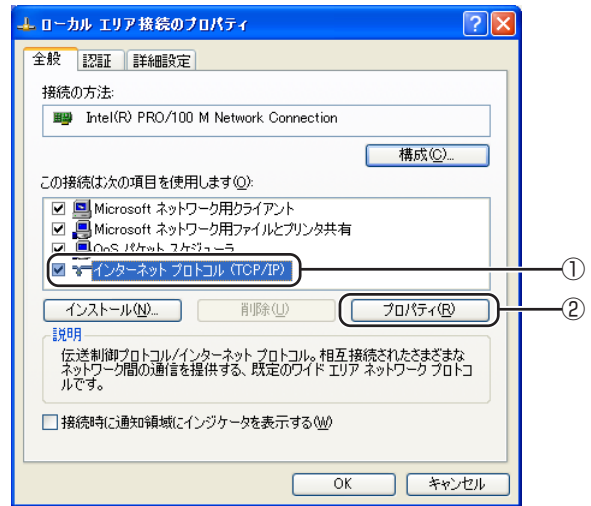 ローカル エリア接続のプロパティ
全般 認証 詳細設定
接続の方法:
Intel(R) PRO/100 M Network Connection
構成(C)...
この接続は次の項目を使用します(O):
Microsoft ネットワーク用クライアント
Microsoft ネットワーク用ファイルとプリンタ共有
QoS パケット スケジューラ
インターネット プロトコル (TCP/IP)
①
インストール(N)... 削除(U) プロパティ(R)
②
説明
伝送制御プロトコル/インターネット プロトコル。相互接続されたさまざまな
ネットワーク間の通信を提供する、既定のワイド エリア ネットワーク プロトコ
ルです。
接続時に通知領域にインジケータを表示する(W)
OK キャンセル